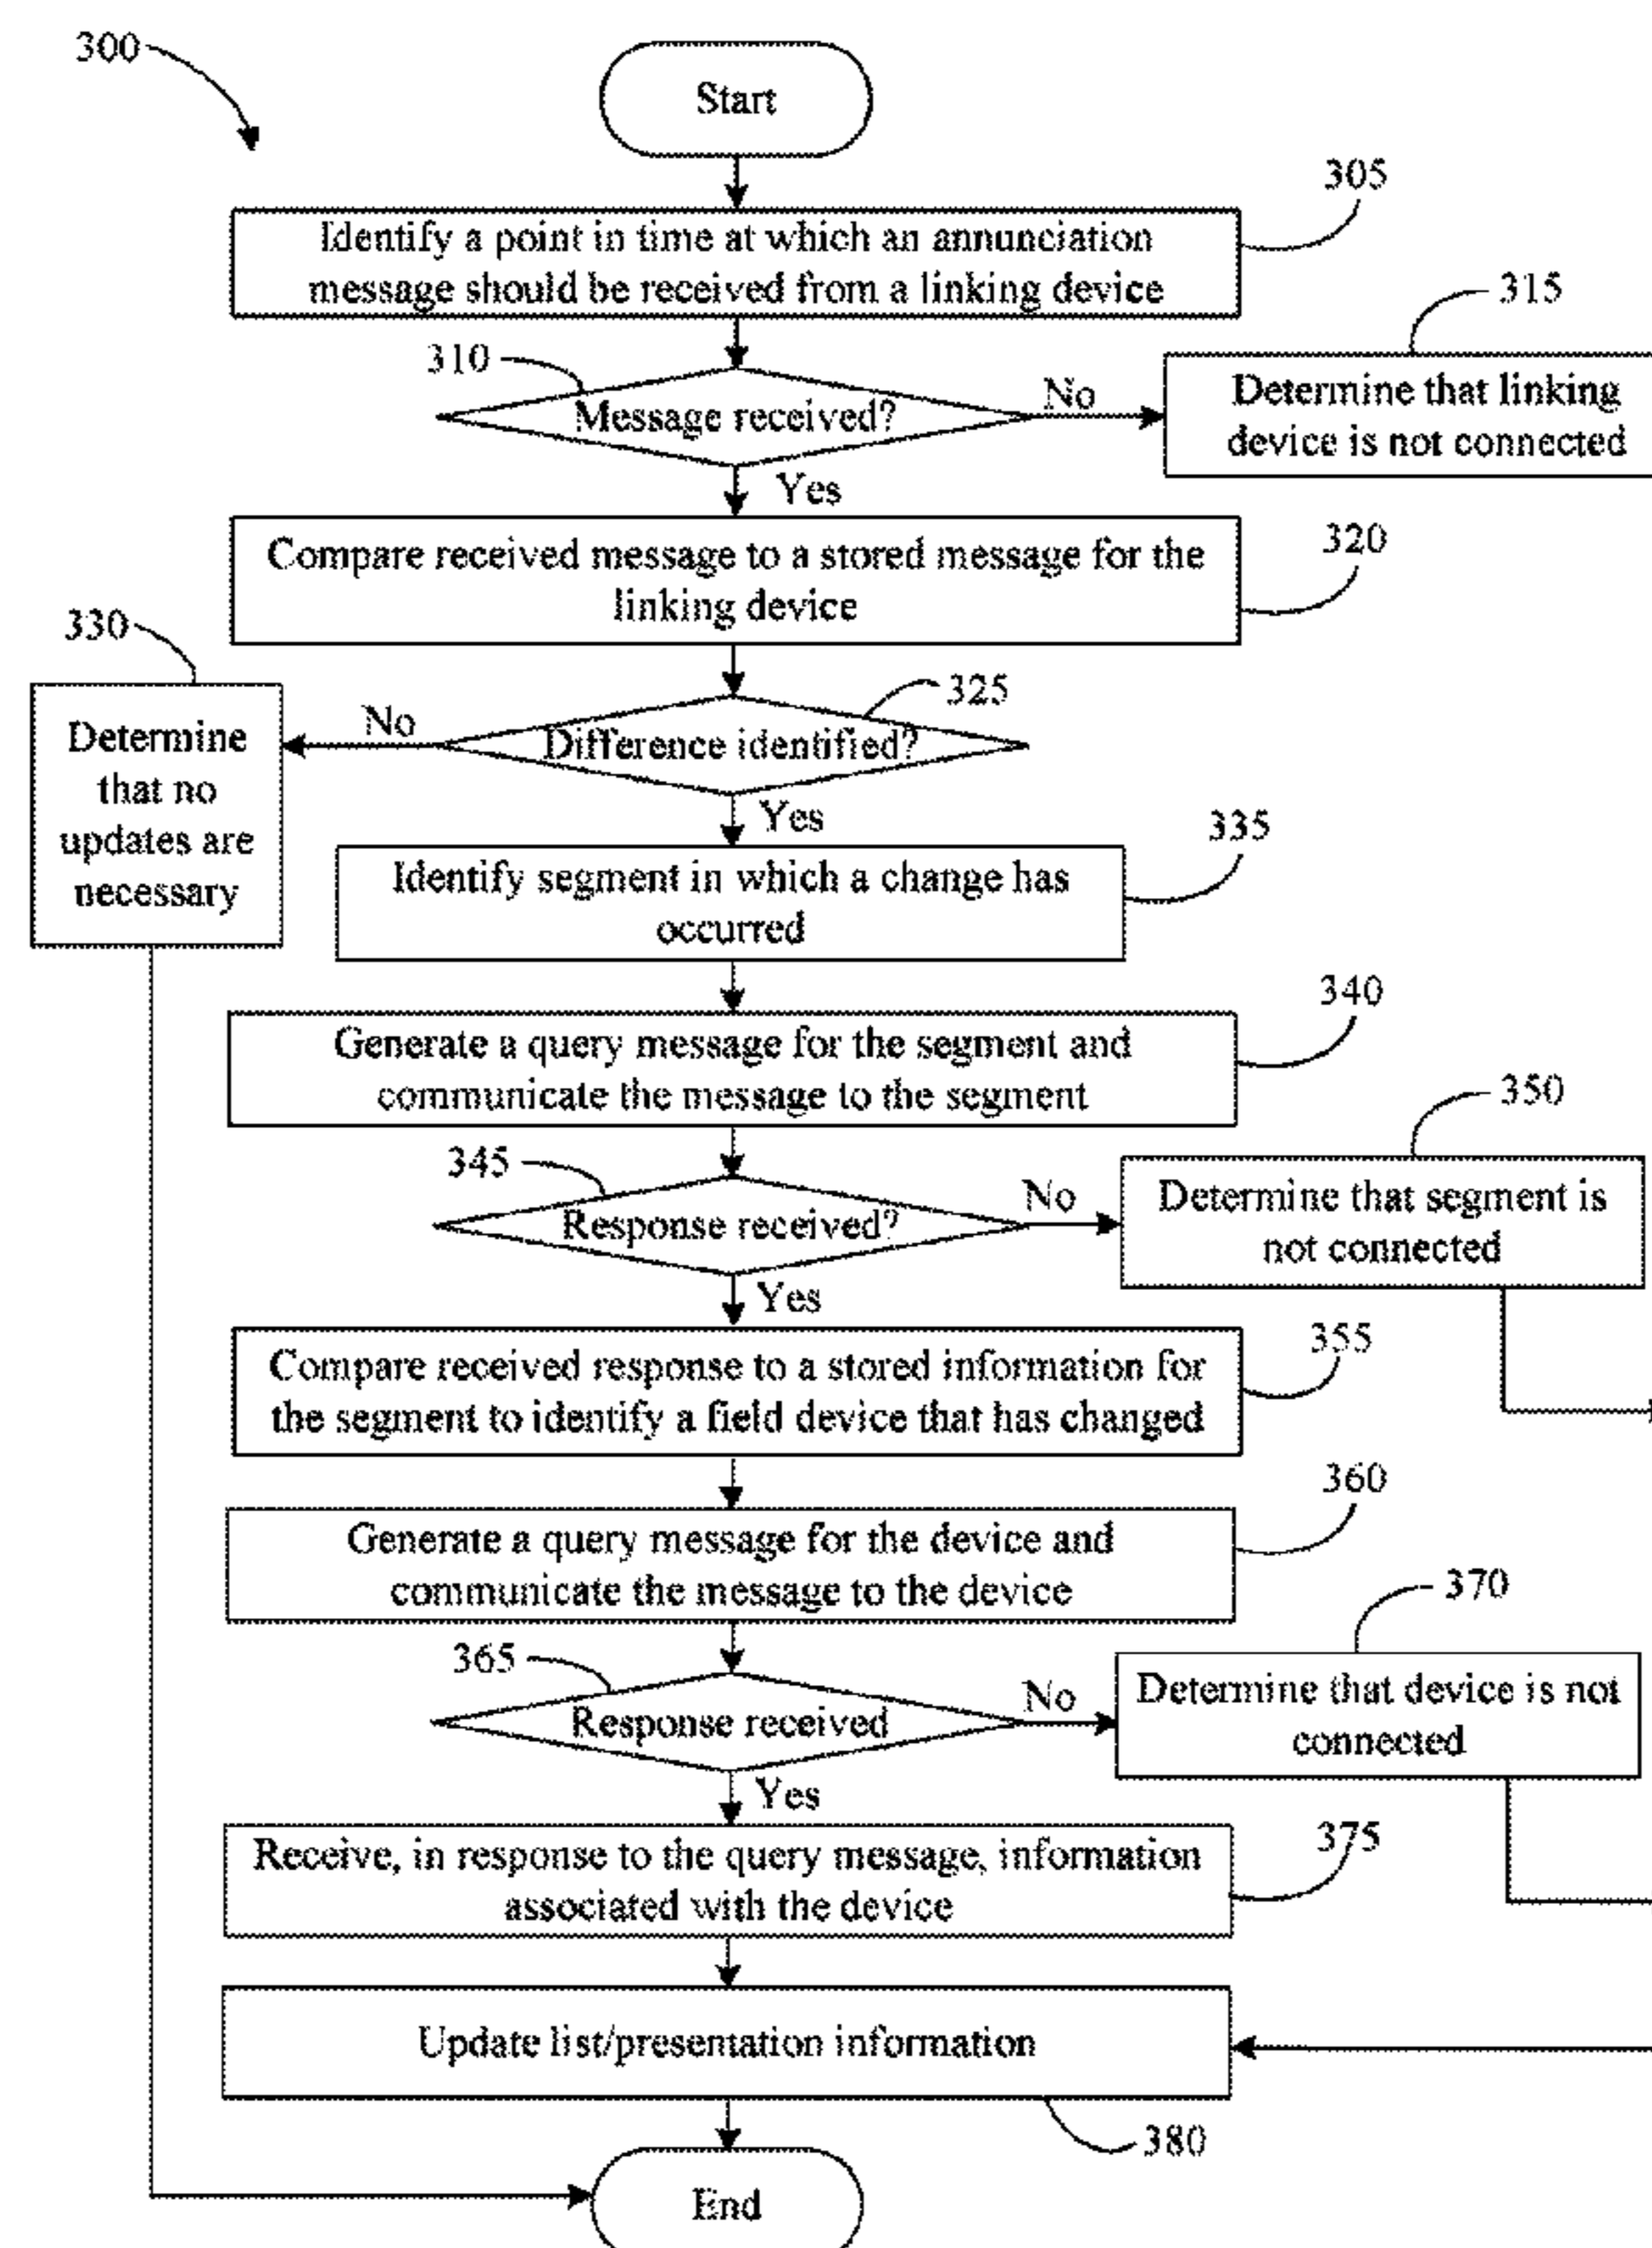 300
Start
305
Identify a point in time at which an annunciation
message should be received from a linking device
315
310
Message received?
No
Determine that linking
device is not connected
Yes
320
Compare received message to a stored message for the
linking device
330
325
Determine
that no
updates are
necessary
No
Difference identified?
Yes
335
Identify segment in which a change has
occurred
340
Generate a query message for the segment and
communicate the message to the segment
350
345
Response received?
No
Determine that segment is
not connected
Yes
355
Compare received response to a stored information for
the segment to identify a field device that has changed
360
Generate a query message for the device and
communicate the message to the device
370
365
Response received
No
Determine that device is not
connected
Yes
375
Receive, in response to the query message, information
associated with the device
Update list/presentation information
380
End